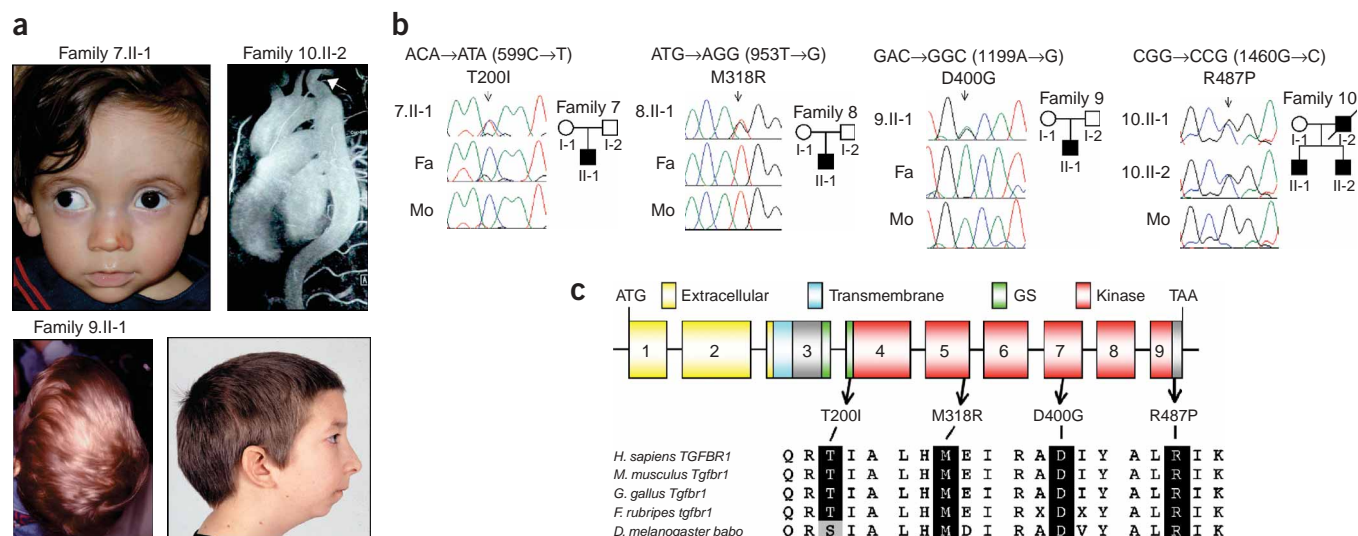 a
Family 7.II-1
Family 10.II-2
A
Family 9.II-1
b
ACA→ATA (599C→T)
T200I
7.II-1
Fa
Mo
Family 7
I-1
I-2
II-1
ATG→AGG (953T→G)
M318R
8.II-1
Fa
Mo
Family 8
I-1
I-2
II-1
GAC→GGC (1199A→G)
D400G
9.II-1
Fa
Mo
Family 9
I-1
I-2
II-1
CGG→CCG (1460G→C)
R487P
10.II-1
10.II-2
Mo
Family 10
I-1
I-2
II-1
II-2
c
ATG
Extracellular
Transmembrane
GS
Kinase
TAA
1 2 3 4 5 6 7 8 9
T200I M318R D400G R487P
H. sapiens TGFBR1 Q R T I A L H M E I R A D I Y A L R I K
M. musculus Tgfbr1 Q R T I A L H M E I R A D I Y A L R I K
G. gallus Tgfbr1 Q R T I A L H M E I R A D I Y A L R I K
F. rubripes tgfbr1 Q R T I A L H M E I R X D X Y A L R I K
D. melanogaster babo Q R S I A L H M D I R A D V Y A L R I K